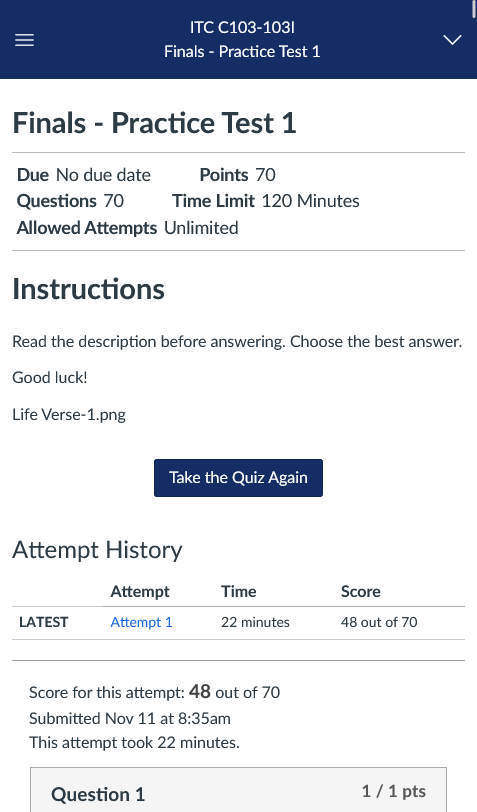 ITC C103-103I
Finals - Practice Test 1
Finals - Practice Test 1
Due No due date Points 70
Questions 70 Time Limit 120 Minutes
Allowed Attempts Unlimited
Instructions
Read the description before answering. Choose the best answer.
Good luck!
Life Verse-1.png
Take the Quiz Again
Attempt History
Attempt Time Score
LATEST Attempt 1 22 minutes 48 out of 70
Score for this attempt: 48 out of 70
Submitted Nov 11 at 8:35am
This attempt took 22 minutes.
Question 1 1 / 1 pts